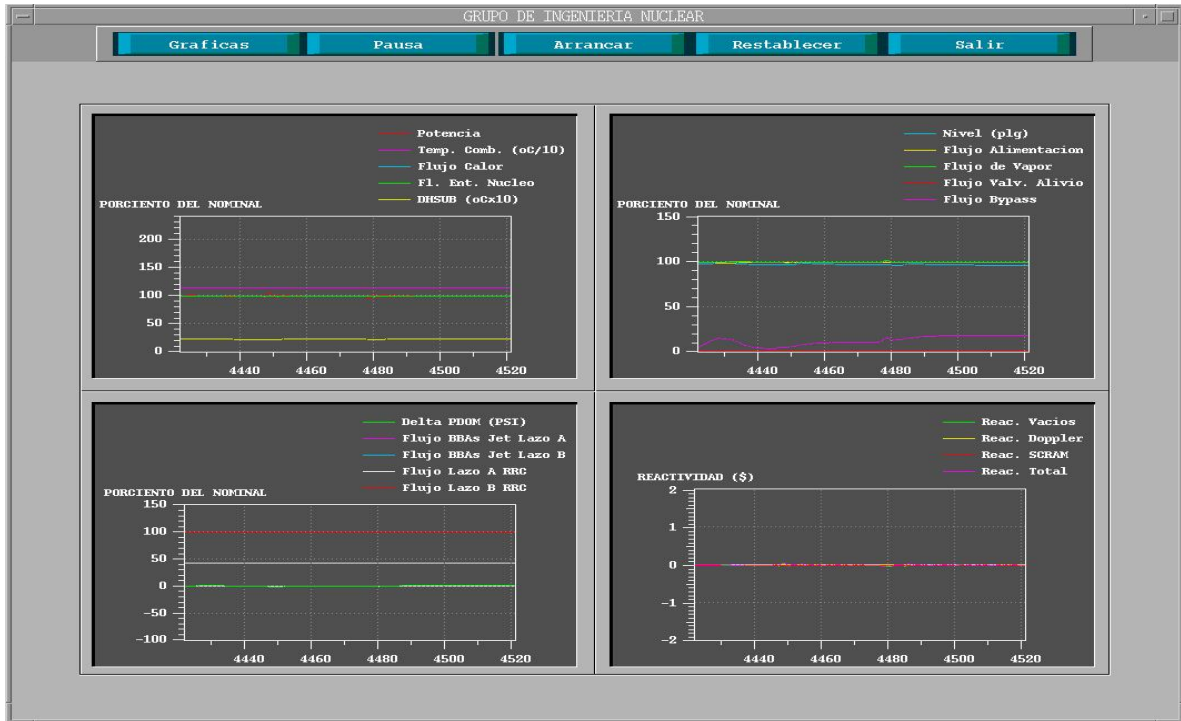 GRUPO DE INGENIERIA NUCLEAR
Graficas Pausa Arrancar Restablecer Salir
Potencia
Temp. Comb. (oC/10)
Flujo Calor
Fl. Ent. Nucleo
DHSUB (oCx10)
PORCIENTO DEL NOMINAL
200
150
100
50
0
4440 4460 4480 4500 4520
Nivel (plg)
Flujo Alimentacion
Flujo de Vapor
Flujo Valv. Alivio
Flujo Bypass
PORCIENTO DEL NOMINAL
150
100
50
0
4440 4460 4480 4500 4520
Delta PDOM (PSI)
Flujo BBAs Jet Lazo A
Flujo BBAs Jet Lazo B
Flujo Lazo A RRC
Flujo Lazo B RRC
PORCIENTO DEL NOMINAL
150
100
50
0
-50
-100
4440 4460 4480 4500 4520
Reac. Vacios
Reac. Doppler
Reac. SCRAM
Reac. Total
REACTIVIDAD ($)
2
1
0
-1
-2
4440 4460 4480 4500 4520